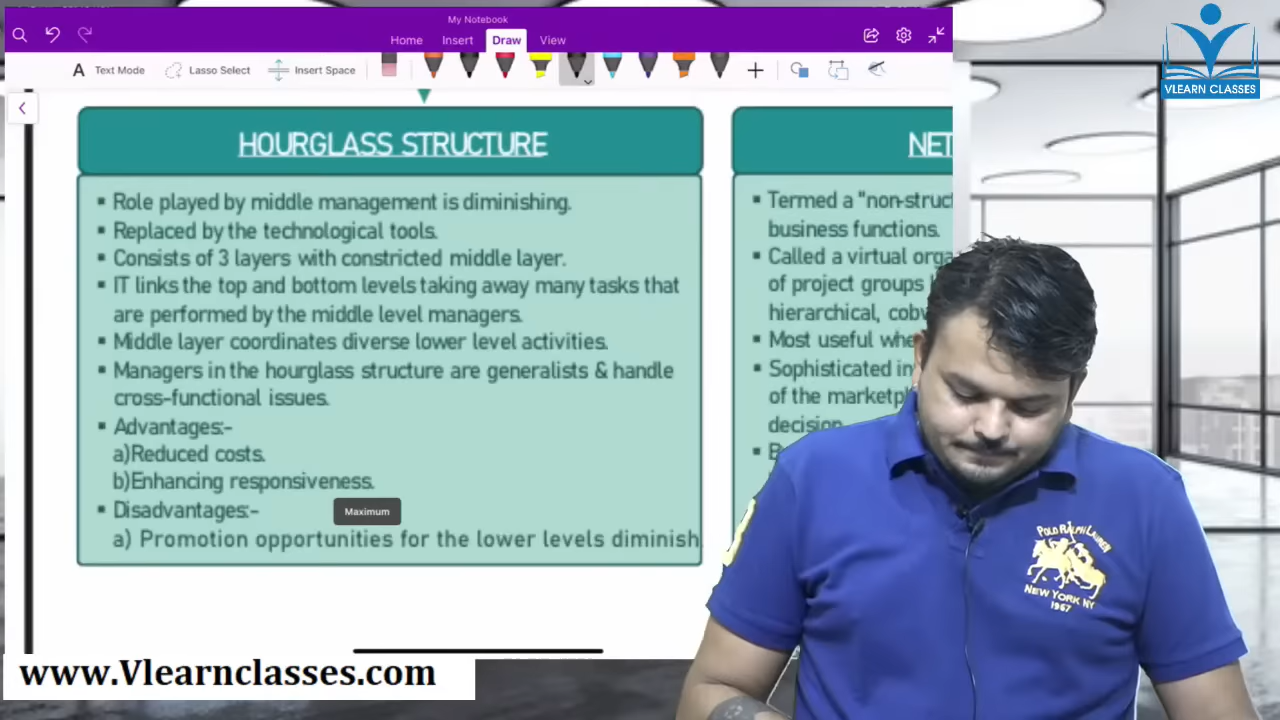 My Notebook
Home Insert Draw View
Text Mode Lasso Select Insert Space
VLEARN CLASSES
HOURGLASS STRUCTURE
▪ Role played by middle management is diminishing.
▪ Replaced by the technological tools.
▪ Consists of 3 layers with constricted middle layer.
▪ IT links the top and bottom levels taking away many tasks that
are performed by the middle level managers.
▪ Middle layer coordinates diverse lower level activities.
▪ Managers in the hourglass structure are generalists & handle
cross-functional issues.
▪ Advantages:-
a)Reduced costs.
b)Enhancing responsiveness.
▪ Disadvantages:-
Maximum
a) Promotion opportunities for the lower levels diminish
NET
▪ Termed a "non-struc
business functions.
▪ Called a virtual orga
of project groups
hierarchical, cobw
▪ Most useful whe
▪ Sophisticated in
of the marketp
decision
POLO RALPH LAUREN
NEW YORK NY
1967
www.Vlearnclasses.com